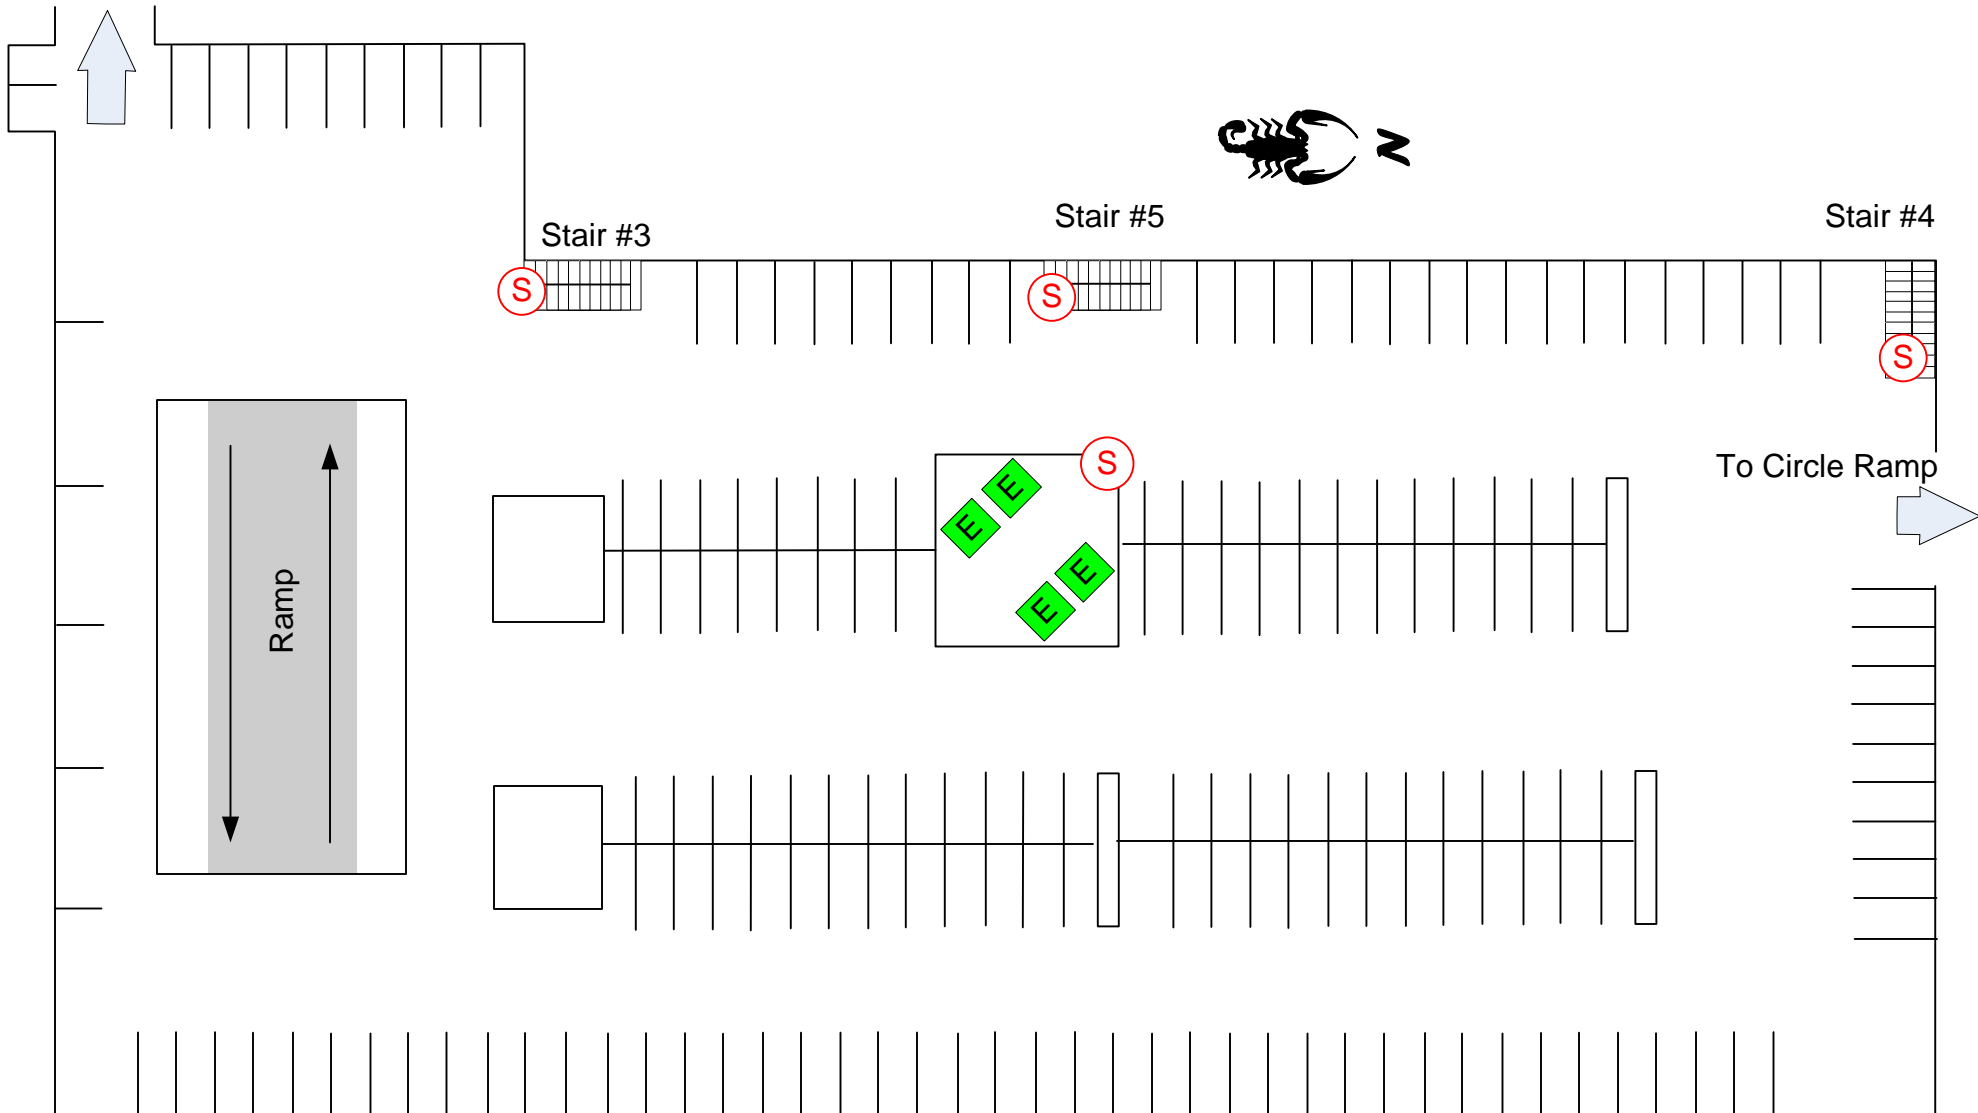 N
Stair #5
Stair #4
Stair #3
S
S
S
To Circle Ramp
S
E
E
E
E
Ramp